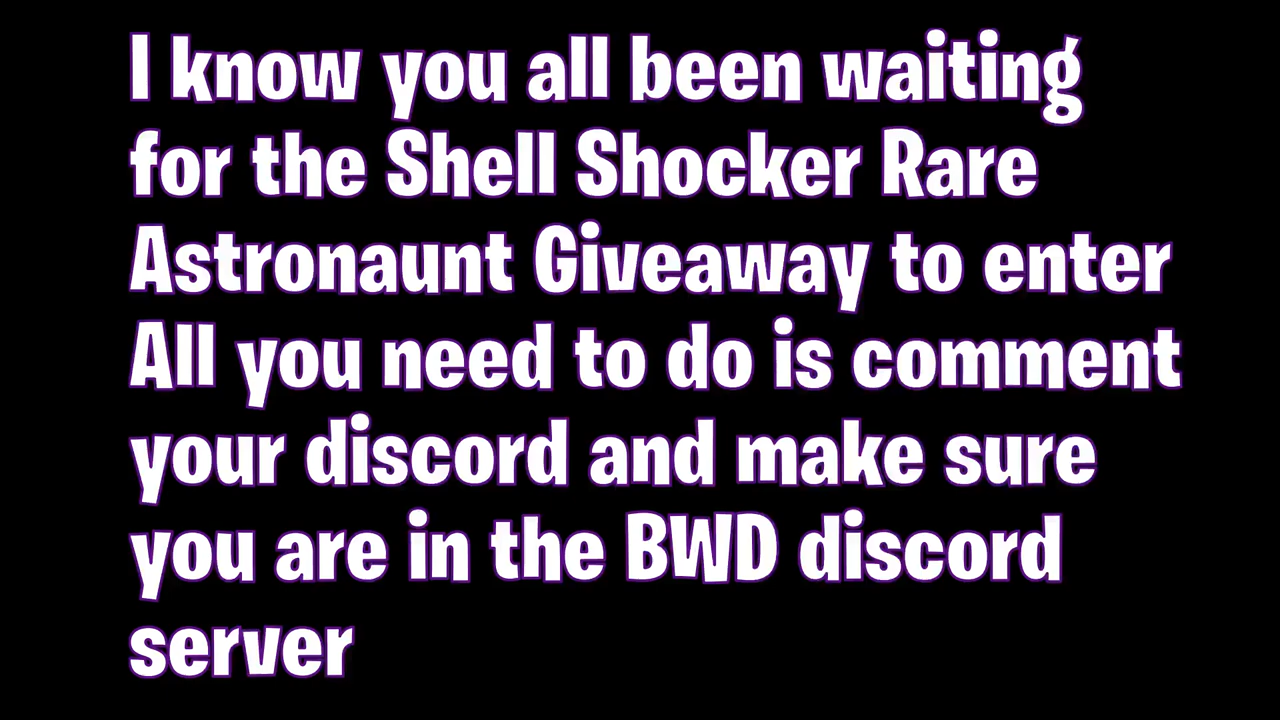 I know you all been waiting
for the Shell Shocker Rare
Astronaunt Giveaway to enter
All you need to do is comment
your discord and make sure
you are in the BWD discord
server